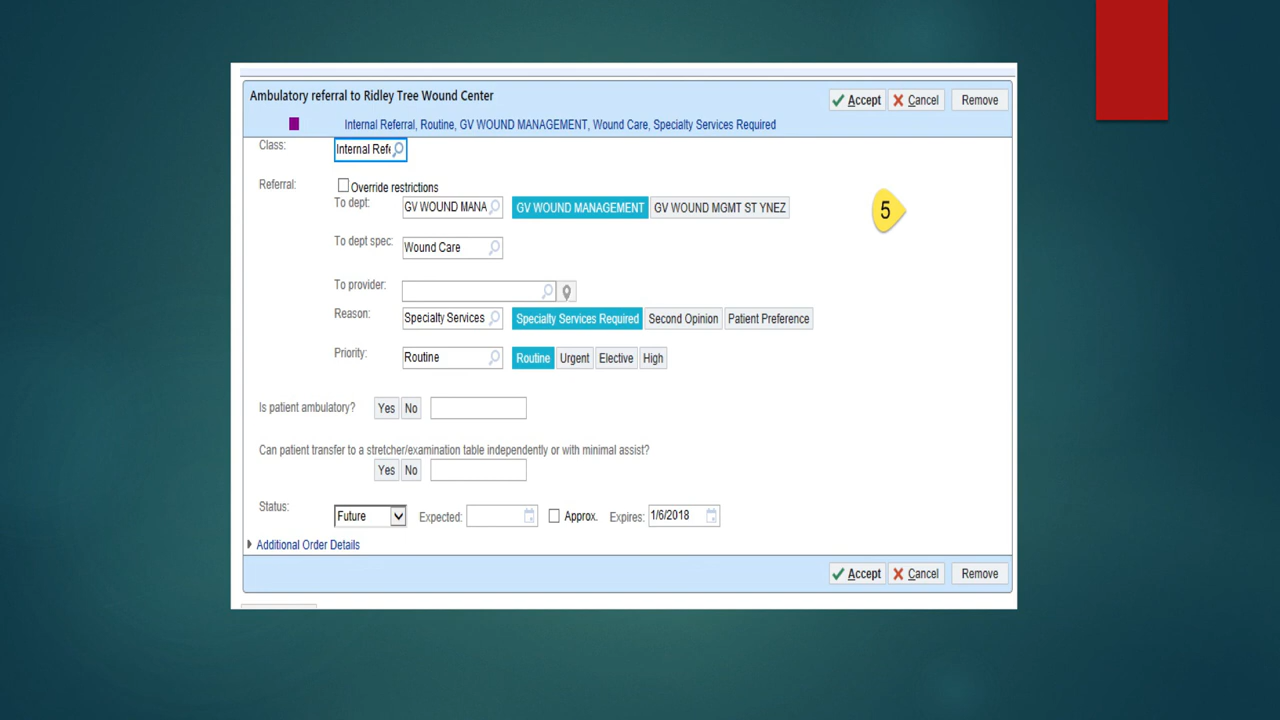 Ambulatory referral to Ridley Tree Wound Center
Accept Cancel Remove
Internal Referral, Routine, GV WOUND MANAGEMENT, Wound Care, Specialty Services Required
Class: Internal Refe
Referral: Override restrictions
To dept: GV WOUND MANA GV WOUND MANAGEMENT GV WOUND MGMT ST YNEZ
5
To dept spec: Wound Care
To provider:
Reason: Specialty Services Specialty Services Required Second Opinion Patient Preference
Priority: Routine Routine Urgent Elective High
Is patient ambulatory? Yes No
Can patient transfer to a stretcher/examination table independently or with minimal assist?
Yes No
Status: Future Expected: Approx. Expires: 1/6/2018
Additional Order Details
Accept Cancel Remove